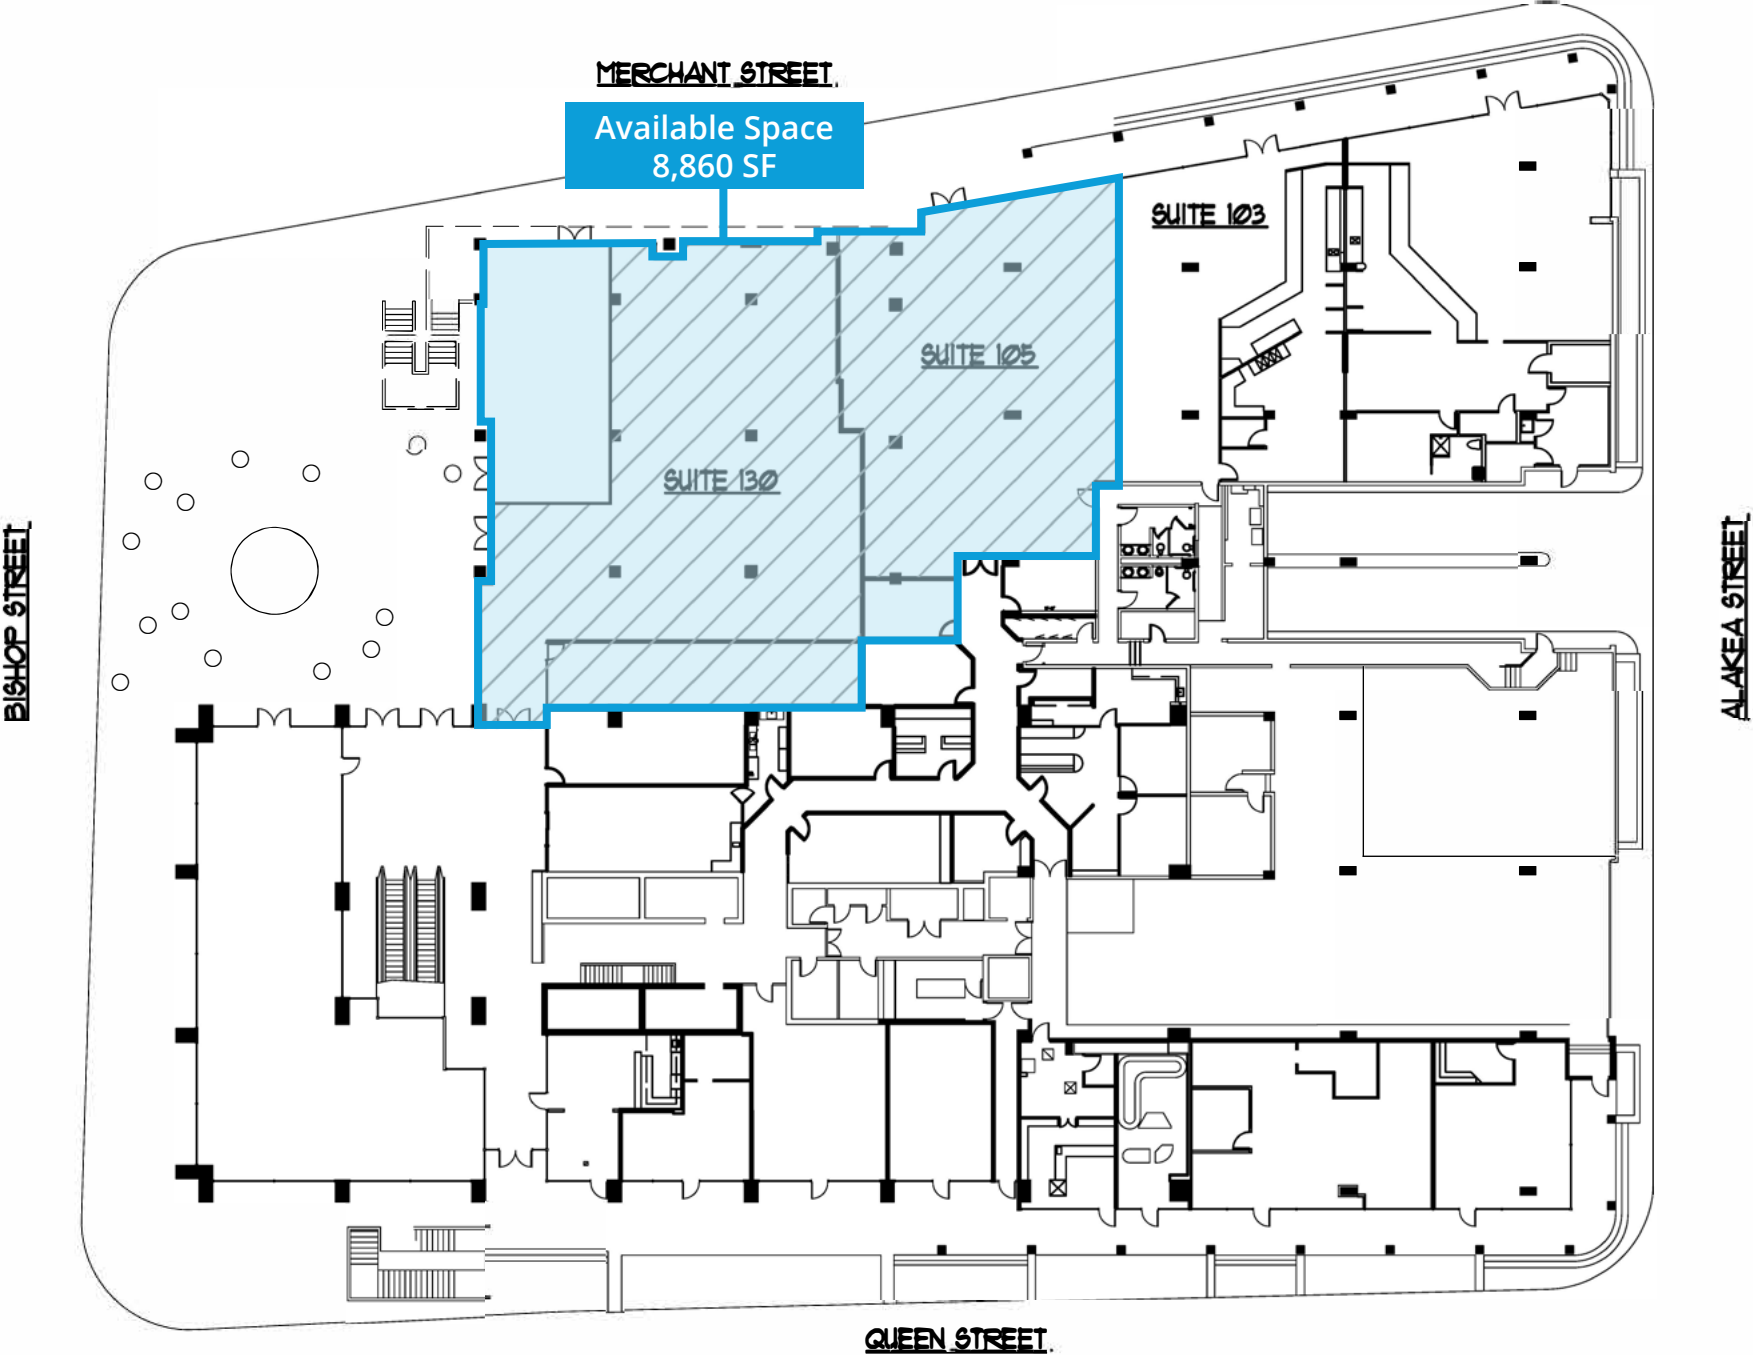 MERCHANT STREET
Available Space
8,860 SF
SUITE 103
SUITE 105
SUITE 130
BISHOP STREET
ALAKEA STREET
QUEEN STREET